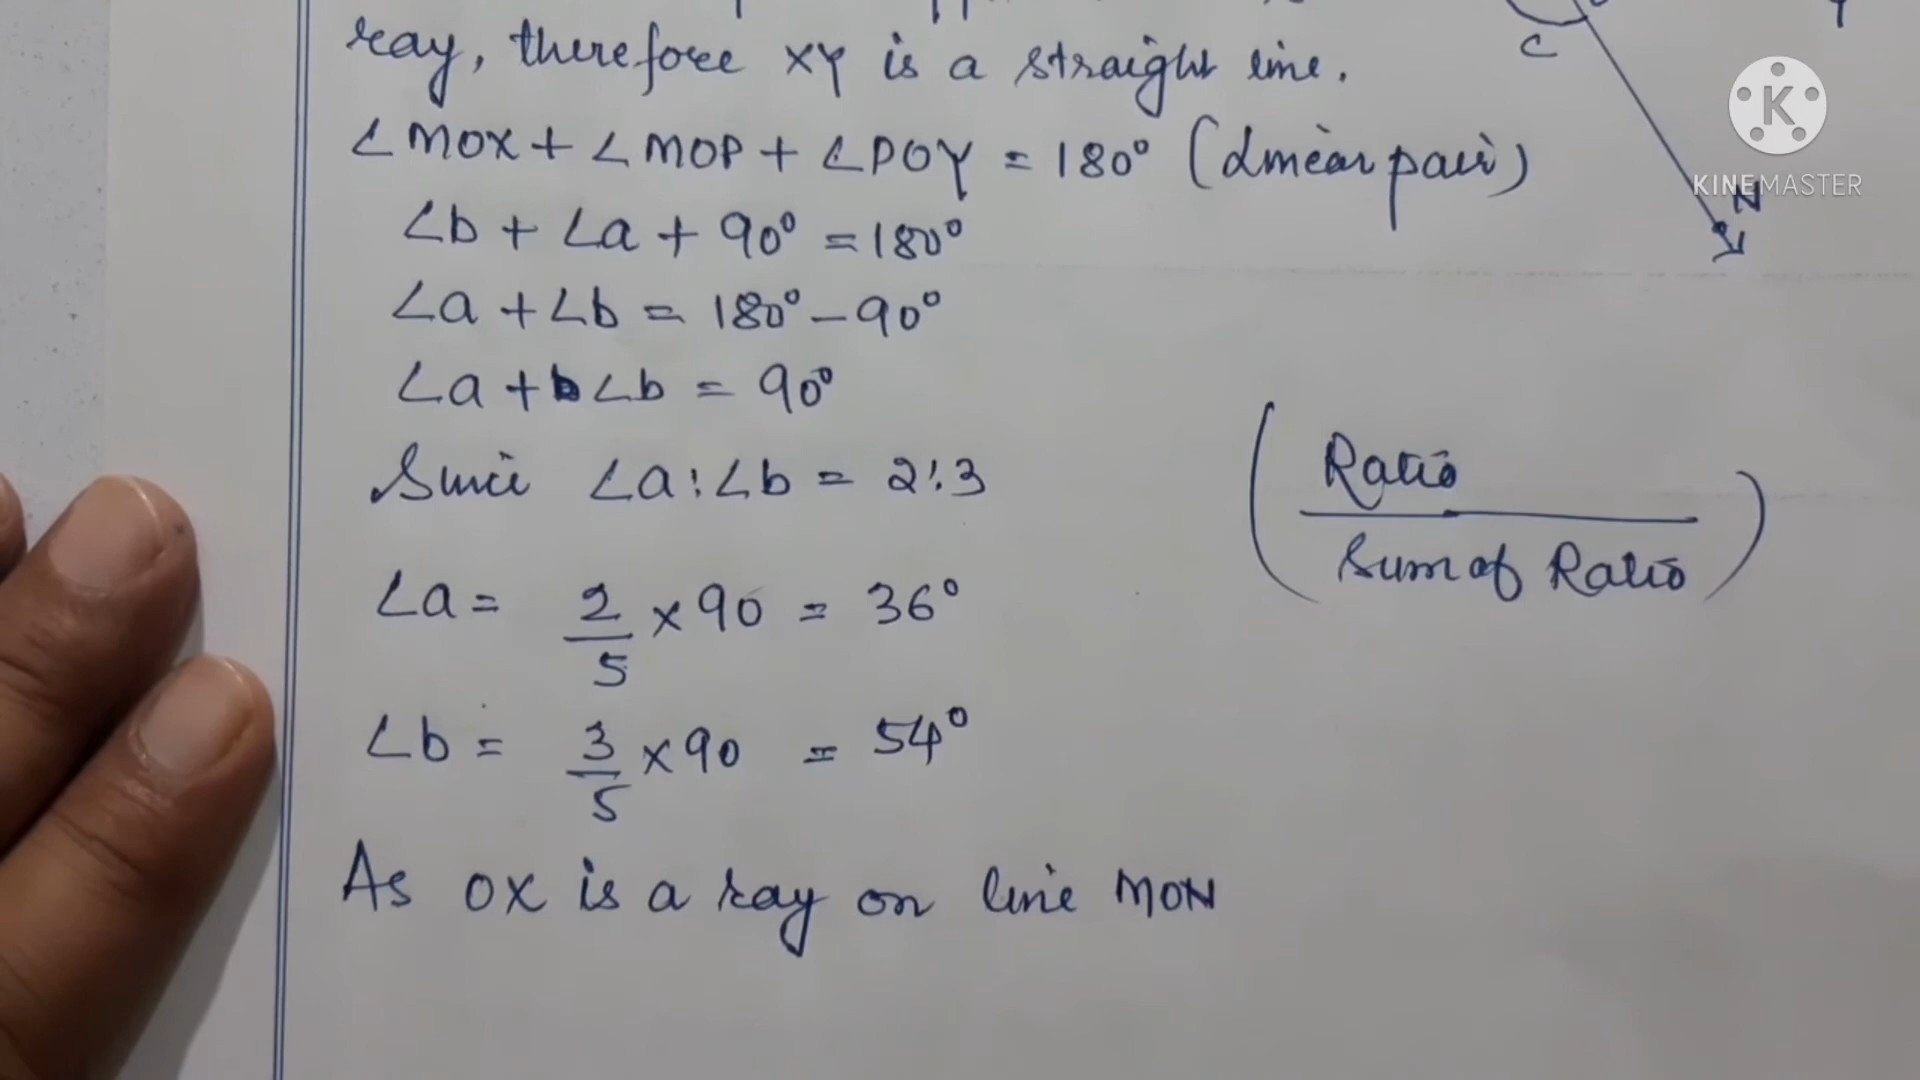 ray, therefore XY is a straight line.
C
K
KINEMASTER
∠MOX + ∠MOP + ∠POY = 180° (Linear pair)
N
∠b + ∠a + 90° = 180°
∠a + ∠b = 180° - 90°
∠a + ∠b = 90°
Since ∠a : ∠b = 2:3
(Ratio / Sum of Ratio)
∠a = 2/5 × 90 = 36°
∠b = 3/5 × 90 = 54°
As OX is a ray on line MON